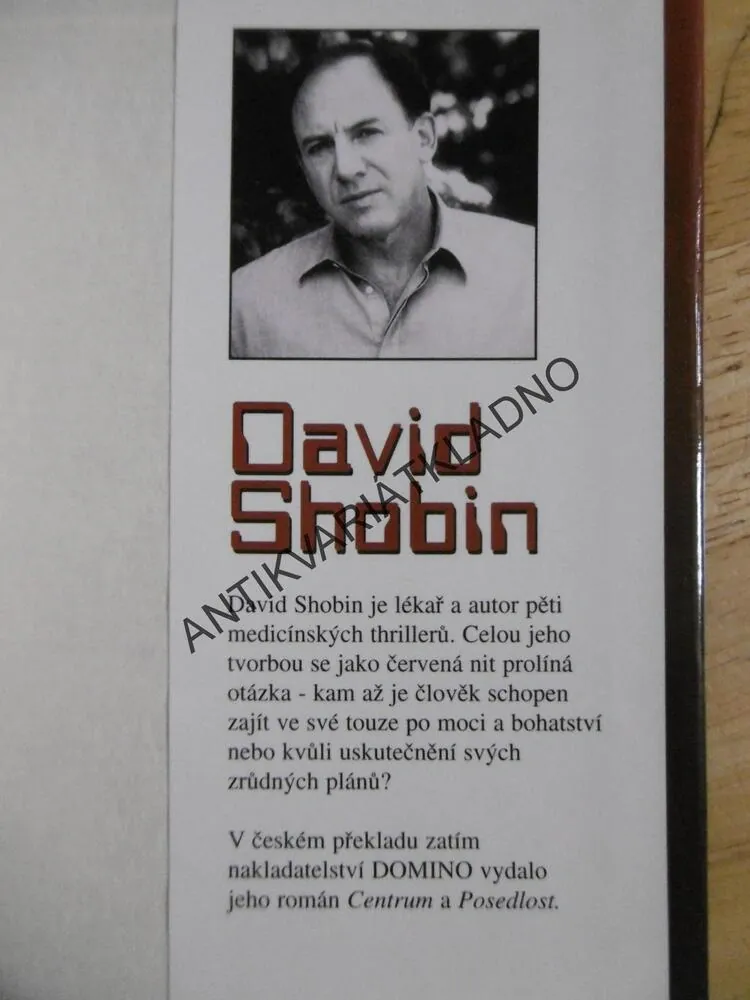 David
Shobin
ANTIKVARIÁTKLADNO
David Shobin je lékař a autor pěti
medicínských thrillerů. Celou jeho
tvorbou se jako červená nit prolíná
otázka - kam až je člověk schopen
zajít ve své touze po moci a bohatství
nebo kvůli uskutečnění svých
zrůdných plánů?
V českém překladu zatím
nakladatelství DOMINO vydalo
jeho román Centrum a Posedlost.